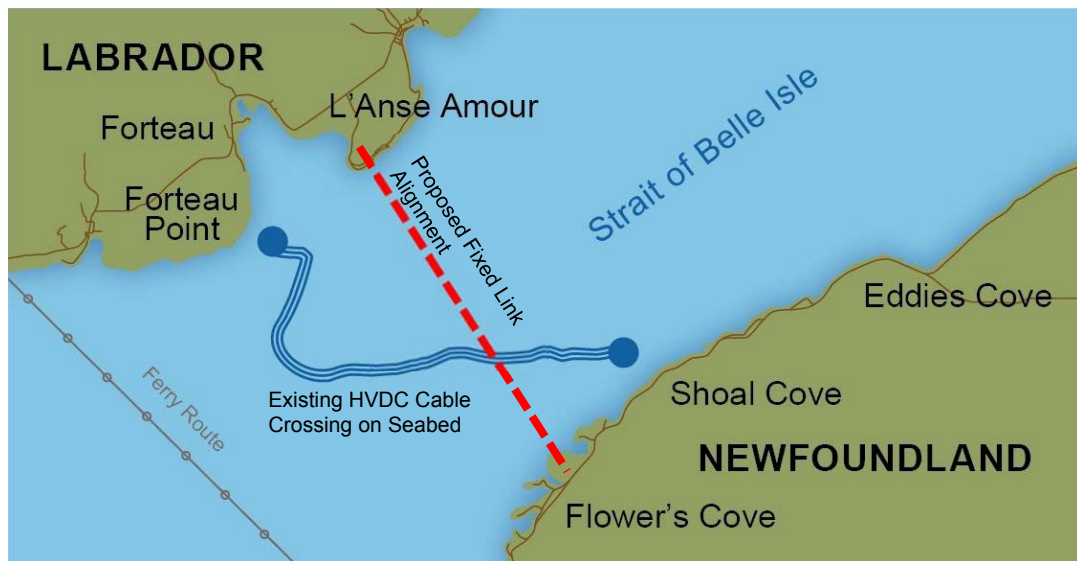 LABRADOR
L'Anse Amour
Forteau
Forteau
Point
Strait of Belle Isle
Proposed Fixed Link
Alignment
Eddies Cove
Shoal Cove
Existing HVDC Cable
Crossing on Seabed
Ferry Route
NEWFOUNDLAND
Flower's Cove